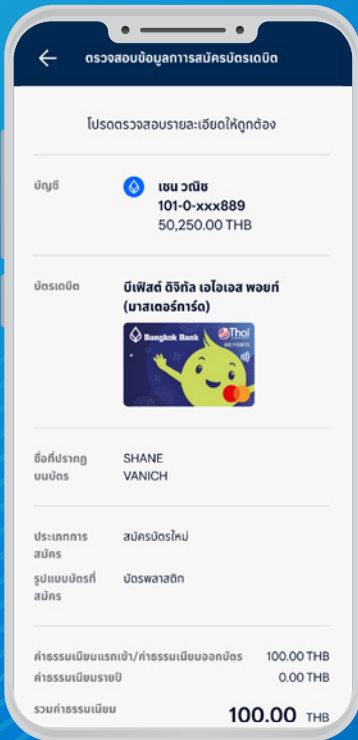 ตรวจสอบข้อมูลการสมัครบัตรเดบิต
โปรดตรวจสอบรายละเอียดให้ถูกต้อง
บัญชี
เชน วณิช
101-0-xxx889
50,250.00 THB
บัตรเดบิต
บีเฟิสต์ ดิจิทัล เอไอเอส พอยท์
(มาสเตอร์การ์ด)
Bangkok Bank
Thai
AIS POINTS
ชื่อที่ปรากฏ
บนบัตร
SHANE
VANICH
ประเภทการ
สมัคร
สมัครบัตรใหม่
รูปแบบบัตรที่
สมัคร
บัตรพลาสติก
ค่าธรรมเนียมแรกเข้า/ค่าธรรมเนียมออกบัตร 100.00 THB
ค่าธรรมเนียมรายปี 0.00 THB
รวมค่าธรรมเนียม 100.00 THB